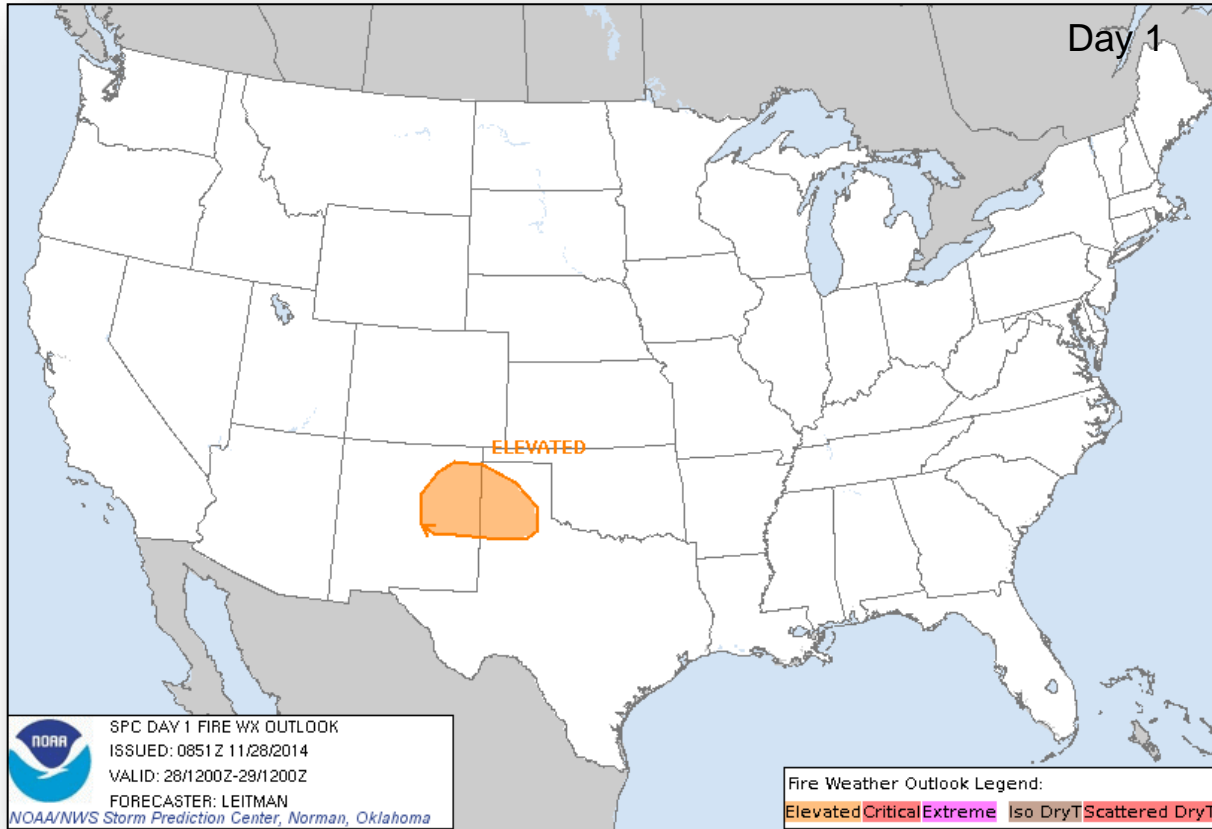 Day 1
ELEVATED
NOAA
SPC DAY 1 FIRE WX OUTLOOK
ISSUED: 0851Z 11/28/2014
VALID: 28/1200Z-29/1200Z
FORECASTER: LEITMAN
NOAA/NWS Storm Prediction Center, Norman, Oklahoma
Fire Weather Outlook Legend:
Elevated Critical Extreme Iso DryT Scattered DryT